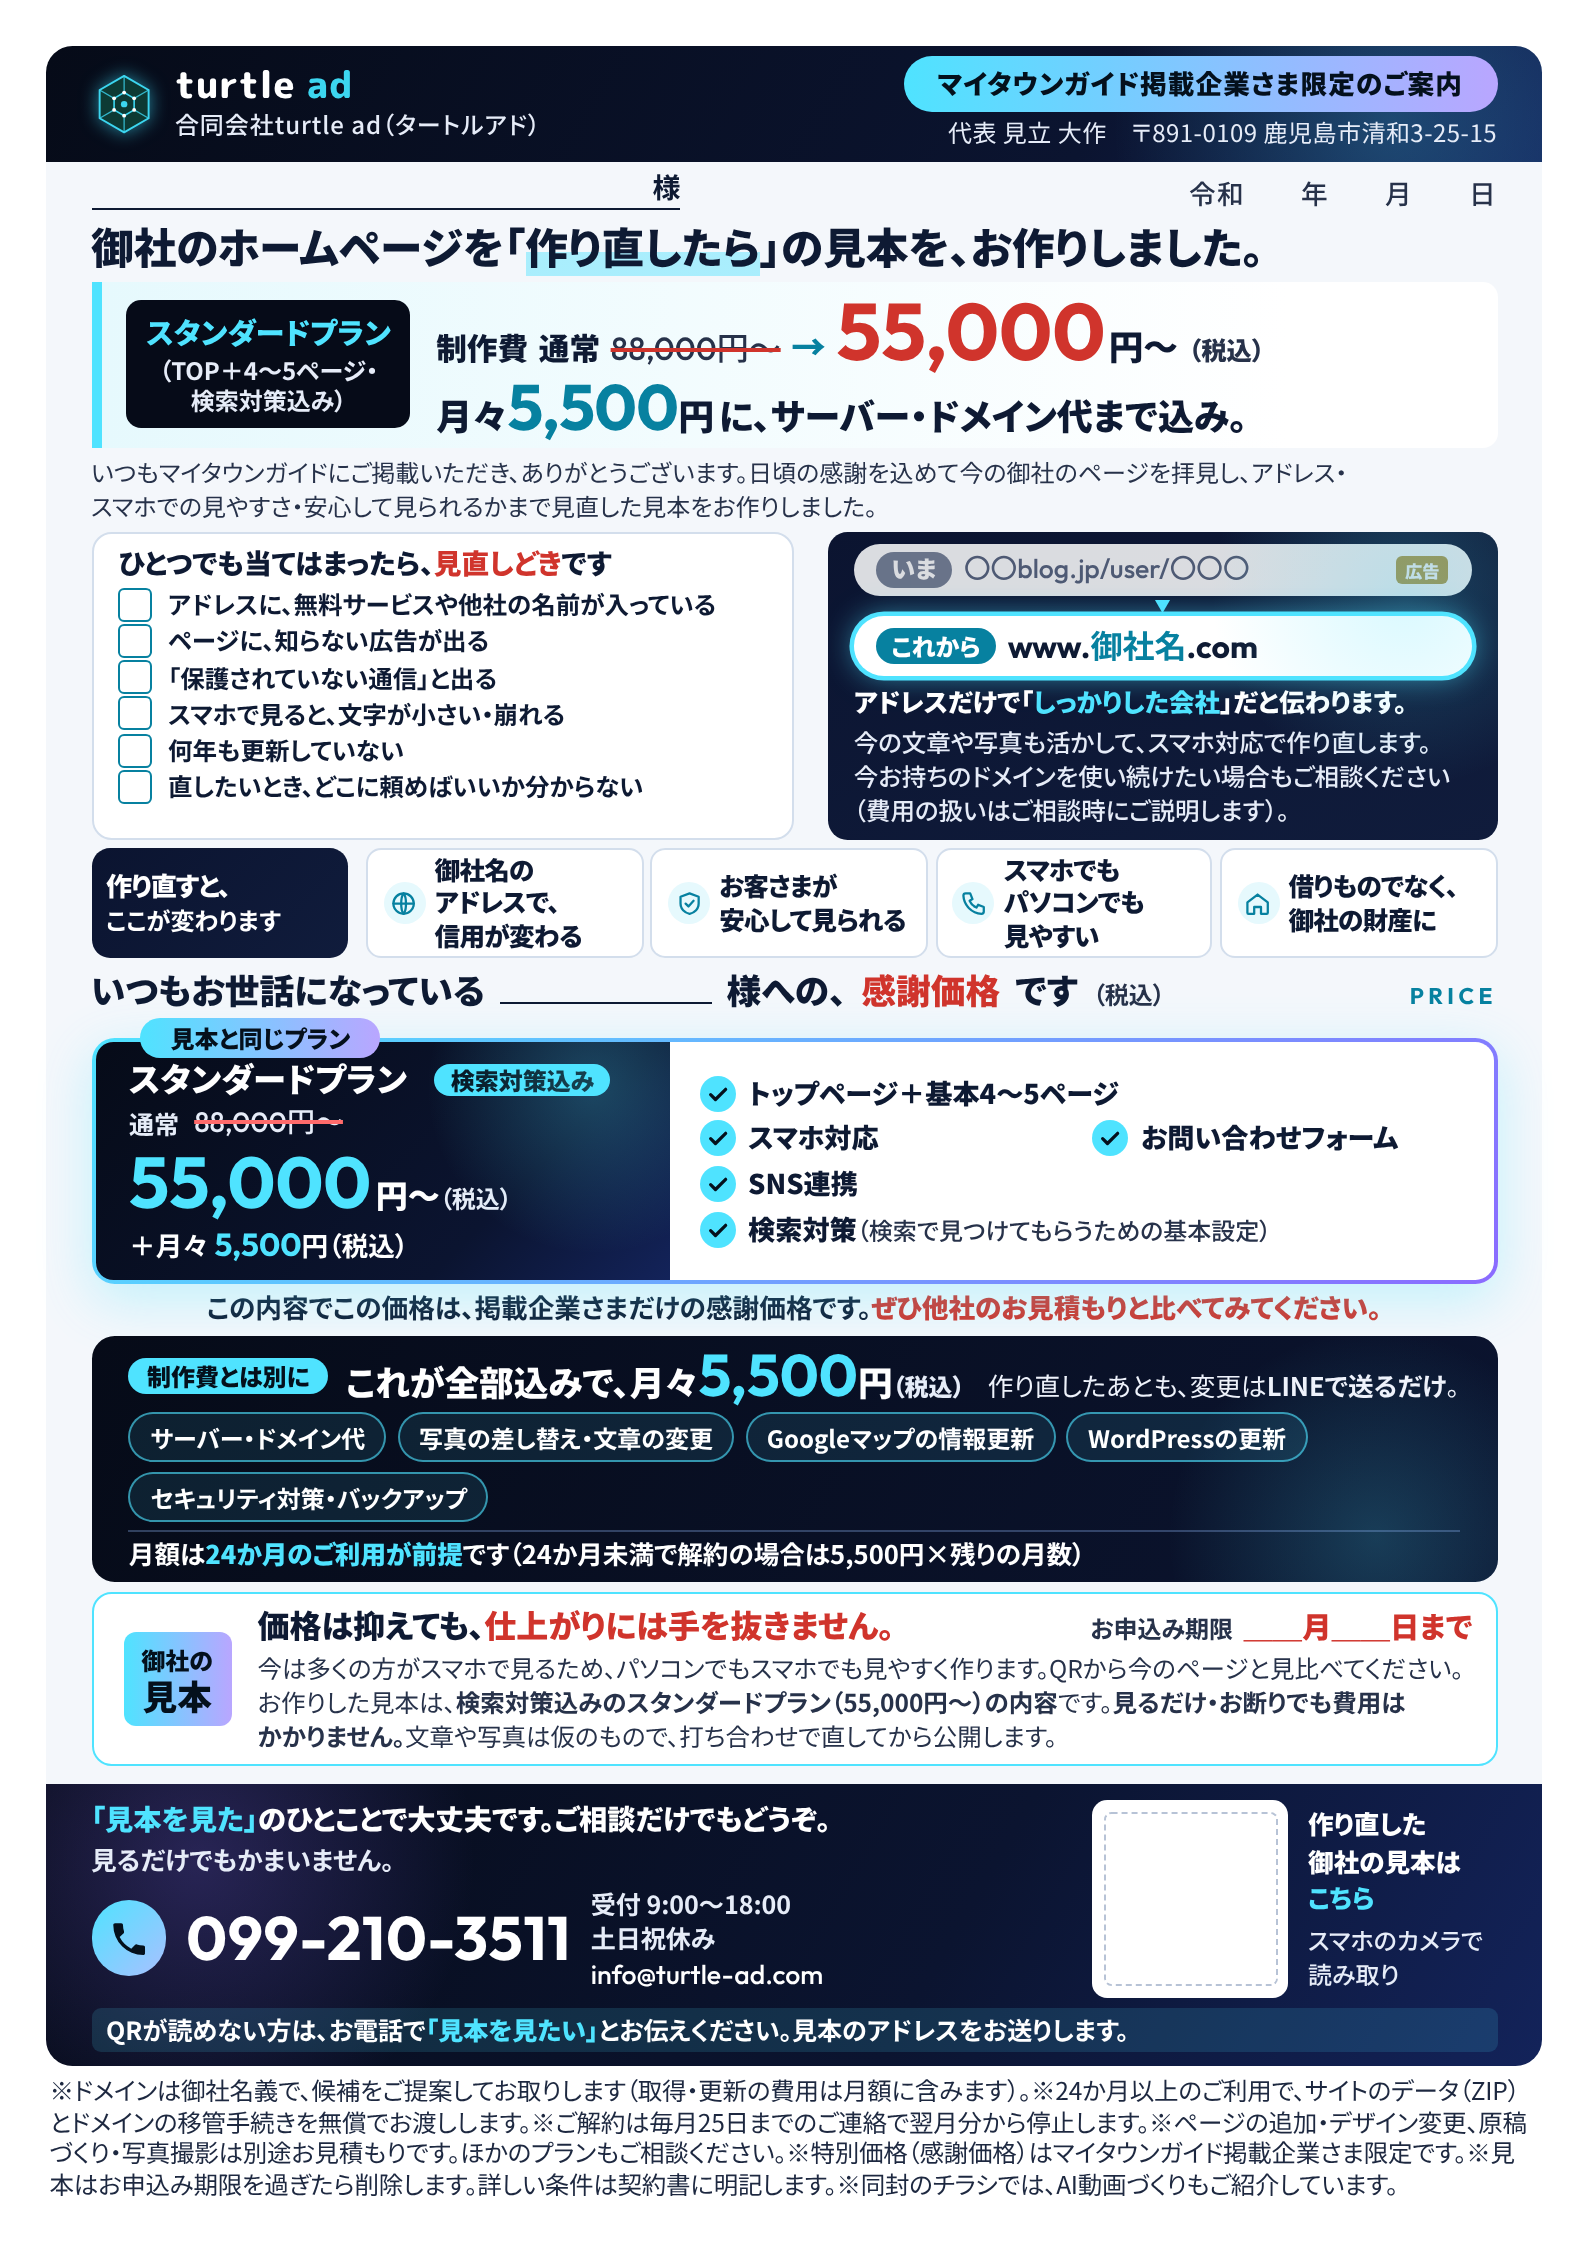 turtle ad
合同会社turtle ad（タートルアド）
マイタウンガイド掲載企業さま限定のご案内
代表 見立 大作　〒891-0109 鹿児島市清和3-25-15
様
令和　年　月　日
御社のホームページを「作り直したら」の見本を、お作りしました。
スタンダードプラン
（TOP＋4〜5ページ・
検索対策込み）
制作費 通常 88,000円〜 → 55,000円〜（税込）
月々5,500円に、サーバー・ドメイン代まで込み。
いつもマイタウンガイドにご掲載いただき、ありがとうございます。日頃の感謝を込めて今の御社のページを拝見し、アドレス・
スマホでの見やすさ・安心して見られるかまで見直した見本をお作りしました。
ひとつでも当てはまったら、見直しどきです
アドレスに、無料サービスや他社の名前が入っている
ページに、知らない広告が出る
「保護されていない通信」と出る
スマホで見ると、文字が小さい・崩れる
何年も更新していない
直したいとき、どこに頼めばいいか分からない
いま 〇〇blog.jp/user/〇〇〇 広告
これから www.御社名.com
アドレスだけで「しっかりした会社」だと伝わります。
今の文章や写真も活かして、スマホ対応で作り直します。
今お持ちのドメインを使い続けたい場合もご相談ください
（費用の扱いはご相談時にご説明します）。
作り直すと、
ここが変わります
御社名の
アドレスで、
信用が変わる
お客さまが
安心して見られる
スマホでも
パソコンでも
見やすい
借りものでなく、
御社の財産に
いつもお世話になっている ＿＿＿＿＿＿ 様への、感謝価格 です（税込）
PRICE
見本と同じプラン
スタンダードプラン 検索対策込み
通常 88,000円〜
55,000円〜（税込）
＋月々 5,500円（税込）
トップページ＋基本4〜5ページ
スマホ対応 お問い合わせフォーム
SNS連携
検索対策（検索で見つけてもらうための基本設定）
この内容でこの価格は、掲載企業さまだけの感謝価格です。ぜひ他社のお見積もりと比べてみてください。
制作費とは別に これが全部込みで、月々5,500円（税込） 作り直したあとも、変更はLINEで送るだけ。
サーバー・ドメイン代 写真の差し替え・文章の変更 Googleマップの情報更新 WordPressの更新
セキュリティ対策・バックアップ
月額は24か月のご利用が前提です（24か月未満で解約の場合は5,500円×残りの月数）
御社の
見本
価格は抑えても、仕上がりには手を抜きません。
お申込み期限 ____月____日まで
今は多くの方がスマホで見るため、パソコンでもスマホでも見やすく作ります。QRから今のページと見比べてください。
お作りした見本は、検索対策込みのスタンダードプラン（55,000円〜）の内容です。見るだけ・お断りでも費用は
かかりません。文章や写真は仮のもので、打ち合わせで直してから公開します。
「見本を見た」のひとことで大丈夫です。ご相談だけでもどうぞ。
見るだけでもかまいません。
099-210-3511
受付 9:00〜18:00
土日祝休み
info@turtle-ad.com
作り直した
御社の見本は
こちら
スマホのカメラで
読み取り
QRが読めない方は、お電話で「見本を見たい」とお伝えください。見本のアドレスをお送りします。
※ドメインは御社名義で、候補をご提案してお取りします（取得・更新の費用は月額に含みます）。※24か月以上のご利用で、サイトのデータ（ZIP）
とドメインの移管手続きを無償でお渡しします。※ご解約は毎月25日までのご連絡で翌月分から停止します。※ページの追加・デザイン変更、原稿
づくり・写真撮影は別途お見積もりです。ほかのプランもご相談ください。※特別価格（感謝価格）はマイタウンガイド掲載企業さま限定です。※見
本はお申込み期限を過ぎたら削除します。詳しい条件は契約書に明記します。※同封のチラシでは、AI動画づくりもご紹介しています。